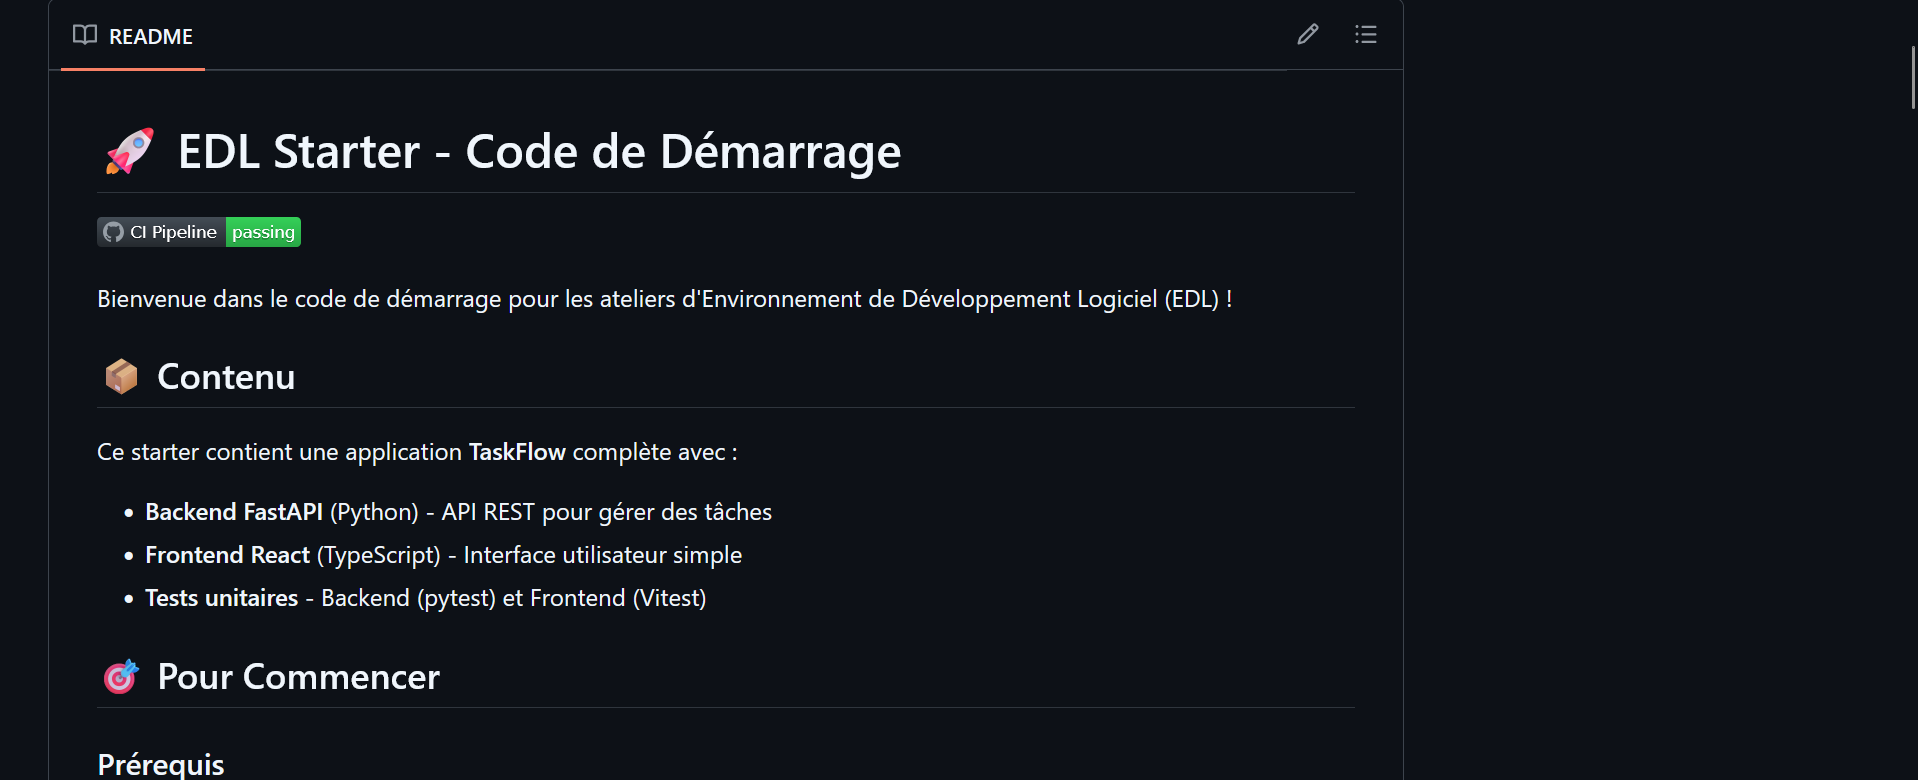 README
EDL Starter - Code de Démarrage
CI Pipeline passing
Bienvenue dans le code de démarrage pour les ateliers d'Environnement de Développement Logiciel (EDL) !
Contenu
Ce starter contient une application TaskFlow complète avec :
• Backend FastAPI (Python) - API REST pour gérer des tâches
• Frontend React (TypeScript) - Interface utilisateur simple
• Tests unitaires - Backend (pytest) et Frontend (Vitest)
Pour Commencer
Prérequis